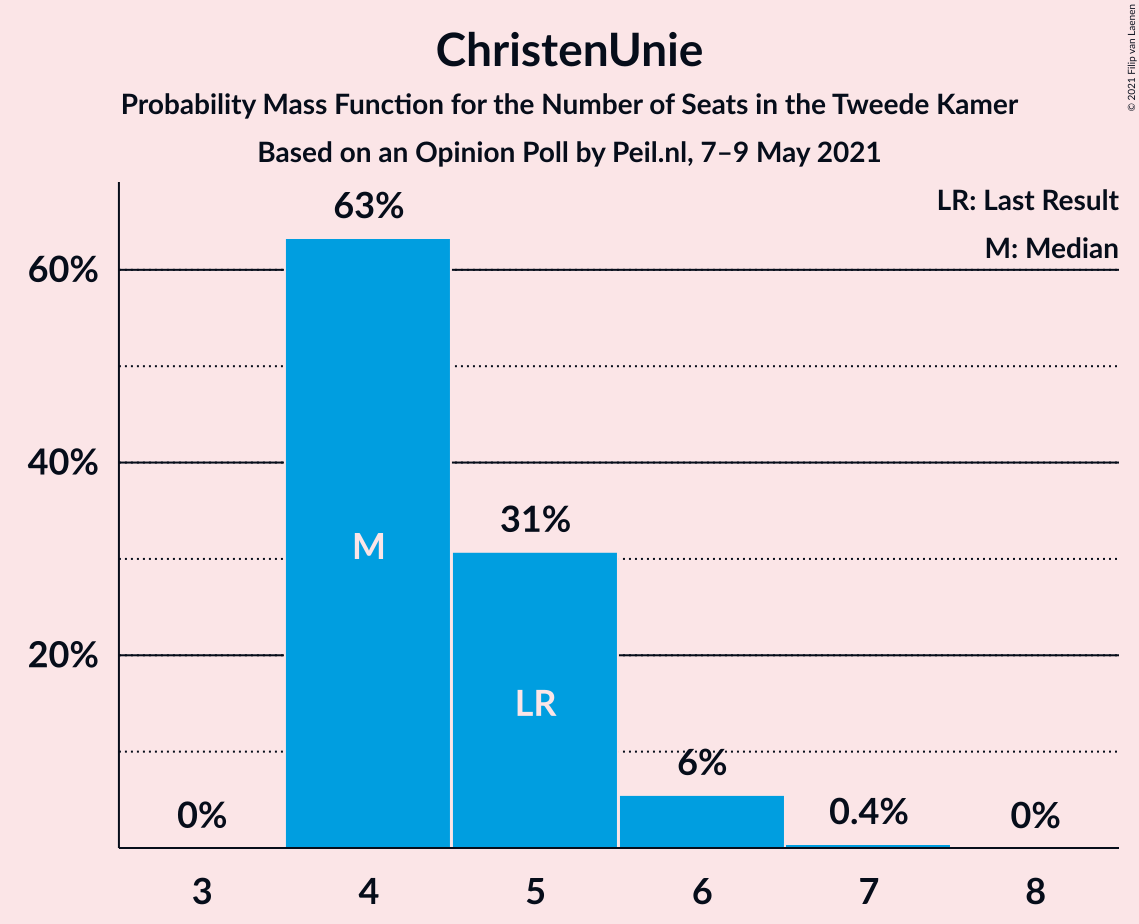 ChristenUnie
Probability Mass Function for the Number of Seats in the Tweede Kamer
Based on an Opinion Poll by Peil.nl, 7–9 May 2021
© 2021 Filip van Laenen
LR: Last Result
M: Median
63%
60%
40%
31%
M
20%
LR
6%
0%
0.4%
0%
3 4 5 6 7 8